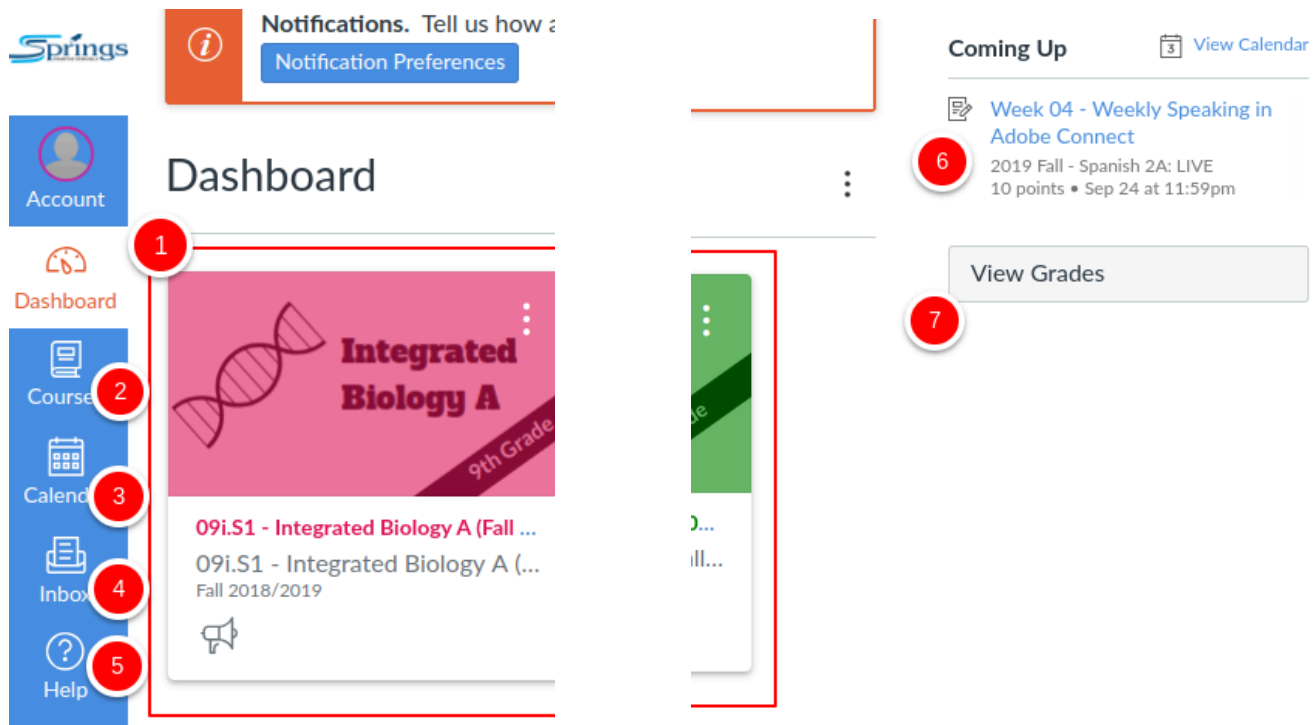 Springs
Notifications. Tell us how
Notification Preferences
Account
Dashboard
Courses
2
Calend
3
Inbox
4
Help
5
Dashboard
1
Integrated
Biology A
9th Grade
09i.S1 - Integrated Biology A (Fall ...
09i.S1 - Integrated Biology A (...
Fall 2018/2019
...
ll...
Coming Up
3
View Calendar
Week 04 - Weekly Speaking in
Adobe Connect
6
2019 Fall - Spanish 2A: LIVE
10 points • Sep 24 at 11:59pm
View Grades
7